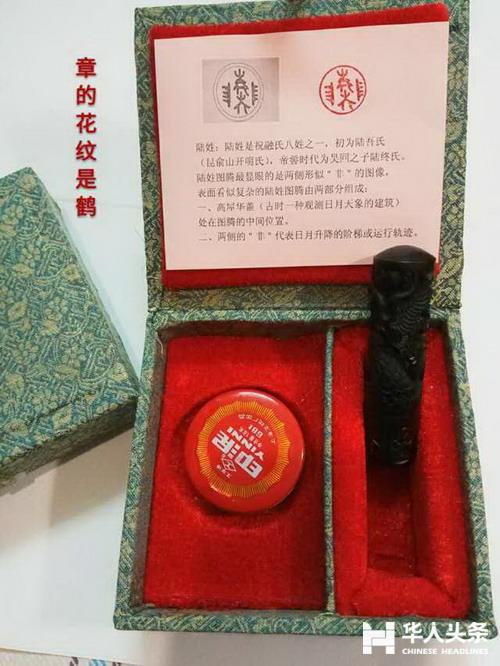 章的花纹是鹤
陆姓：陆姓是祝融氏八姓之一，初为陆吾氏
（昆俞山开明氏），帝喾时代为吴回之子陆终氏。
陆姓图腾最显眼的是两侧形似“非”的图像，
表面看似复杂的陆姓图腾由两部分组成：
一、高屋华盖（古时一种观测日月天象的建筑）
处在图腾的中间位置。
二、两侧的“非”代表日月升降的阶梯或运行轨迹。
印泥
YINNI
华人头条
CHINESE HEADLINES